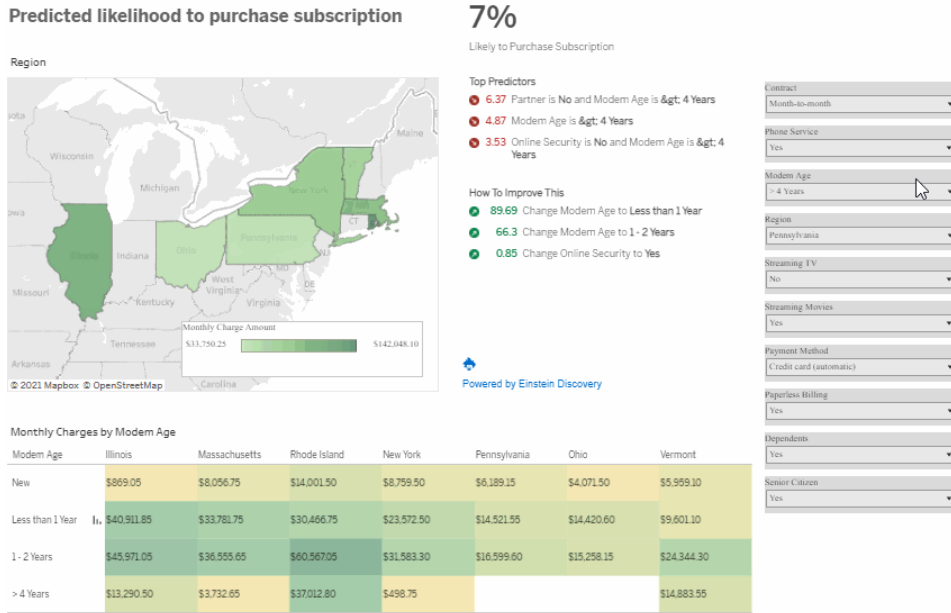 Predicted likelihood to purchase subscription
7%
Likely to Purchase Subscription
Region
Maine
Wisconsin
Michigan
New York
VT
CT
Illinois
Indiana
Ohio
Pennsylvania
NJ
MD
DE
West
Virginia
Missouri
Kentucky
Virginia
Tennessee
Arkansas
Carolina
Monthly Charge Amount
$33,750.25
$142,048.10
© 2021 Mapbox © OpenStreetMap
Top Predictors
6.37 Partner is No and Modem Age is &gt; 4 Years
4.87 Modem Age is &gt; 4 Years
3.53 Online Security is No and Modem Age is &gt; 4
Years
How To Improve This
89.69 Change Modem Age to Less than 1 Year
66.3 Change Modem Age to 1 - 2 Years
0.85 Change Online Security to Yes
Powered by Einstein Discovery
Contract
Month-to-month
Phone Service
Yes
Modem Age
> 4 Years
Region
Pennsylvania
Streaming TV
No
Streaming Movies
Yes
Payment Method
Credit card (automatic)
Paperless Billing
Yes
Dependents
Yes
Senior Citizen
Yes
Monthly Charges by Modem Age
Modem Age Illinois Massachusetts Rhode Island New York Pennsylvania Ohio Vermont
New $869.05 $8,056.75 $14,001.50 $8,759.50 $6,189.15 $4,071.50 $5,959.10
Less than 1 Year $40,911.85 $33,781.75 $30,466.75 $23,572.50 $14,521.55 $14,420.60 $9,601.10
1 - 2 Years $45,971.05 $36,555.65 $60,567.05 $31,583.30 $16,599.60 $15,258.15 $24,344.30
> 4 Years $13,290.50 $3,732.65 $37,012.80 $498.75 $14,883.55